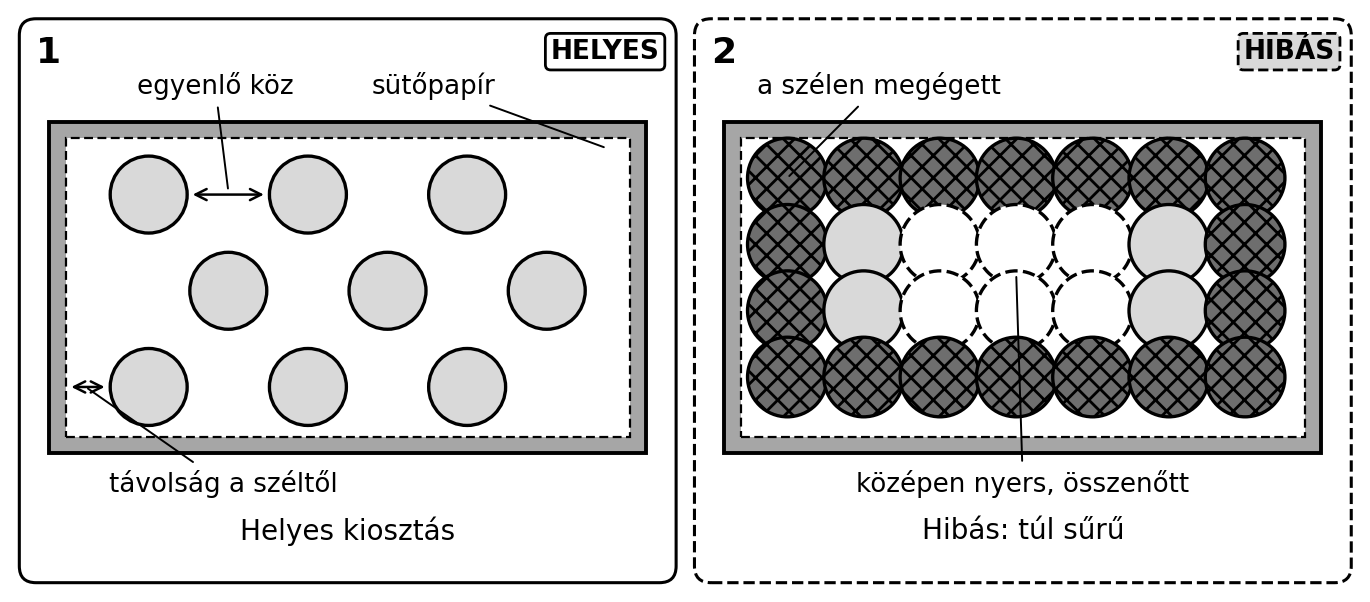 1
HELYES
egyenlő köz
sütőpapír
távolság a széltől
Helyes kiosztás
2
HIBÁS
a szélen megégett
középen nyers, összenőtt
Hibás: túl sűrű